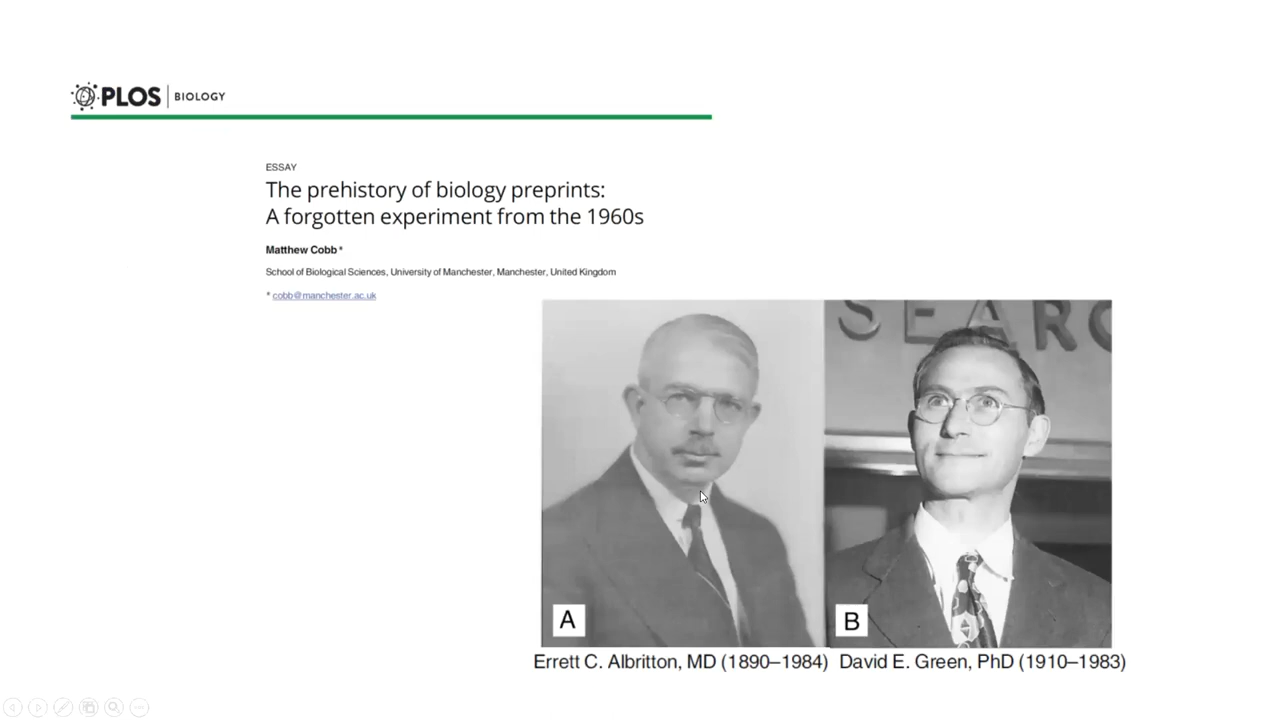 PLOS BIOLOGY
ESSAY
The prehistory of biology preprints:
A forgotten experiment from the 1960s
Matthew Cobb*
School of Biological Sciences, University of Manchester, Manchester, United Kingdom
* cobb@manchester.ac.uk
SEARC
A
B
Errett C. Albritton, MD (1890–1984)
David E. Green, PhD (1910–1983)